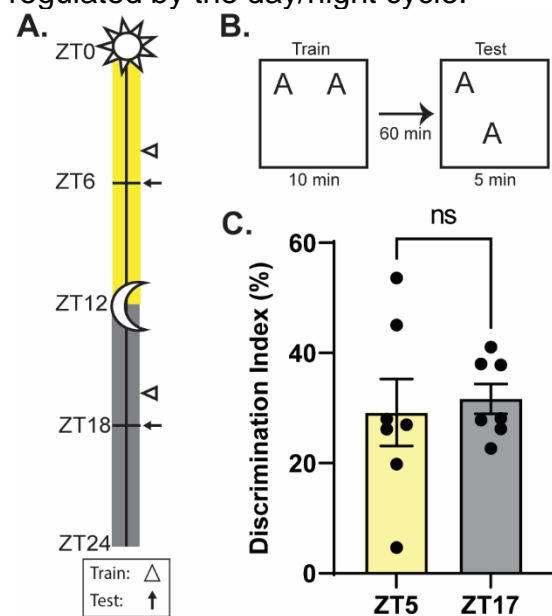 regulated by the day/night cycle.
A.
ZT0
ZT6
ZT12
ZT18
ZT24
Train:
Test:
B.
Train
Test
A A
A
A
60 min
10 min
5 min
C.
ns
Discrimination Index (%)
60
40
20
0
ZT5
ZT17